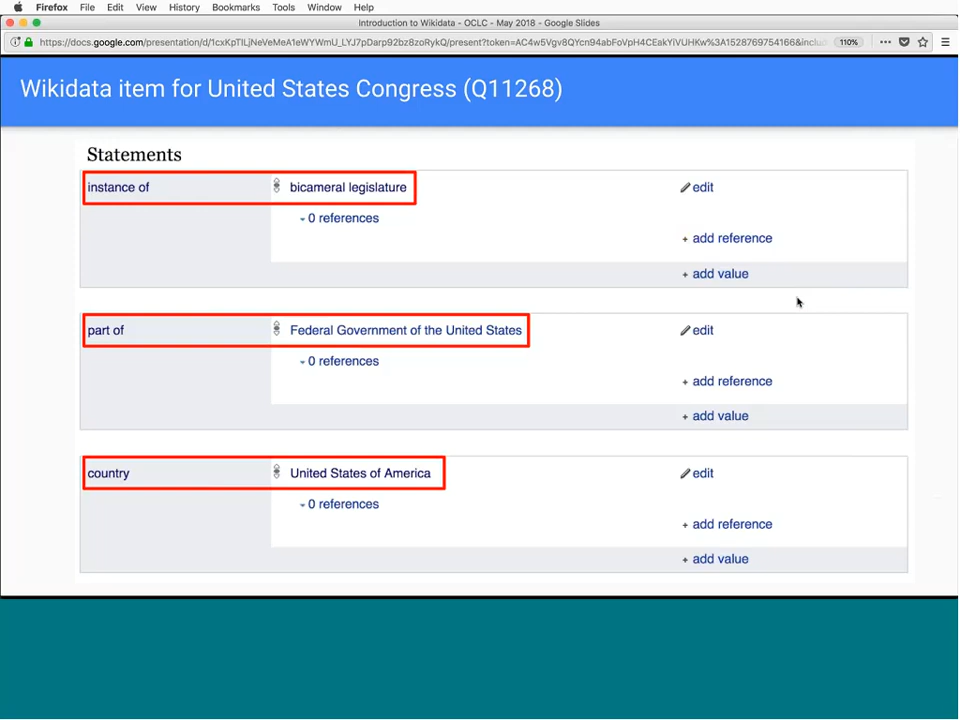 Firefox File Edit View History Bookmarks Tools Window Help
Introduction to Wikidata - OCLC - May 2018 - Google Slides
110%
Wikidata item for United States Congress (Q11268)
Statements
instance of bicameral legislature edit
0 references
+ add reference
+ add value
part of Federal Government of the United States edit
0 references
+ add reference
+ add value
country United States of America edit
0 references
+ add reference
+ add value